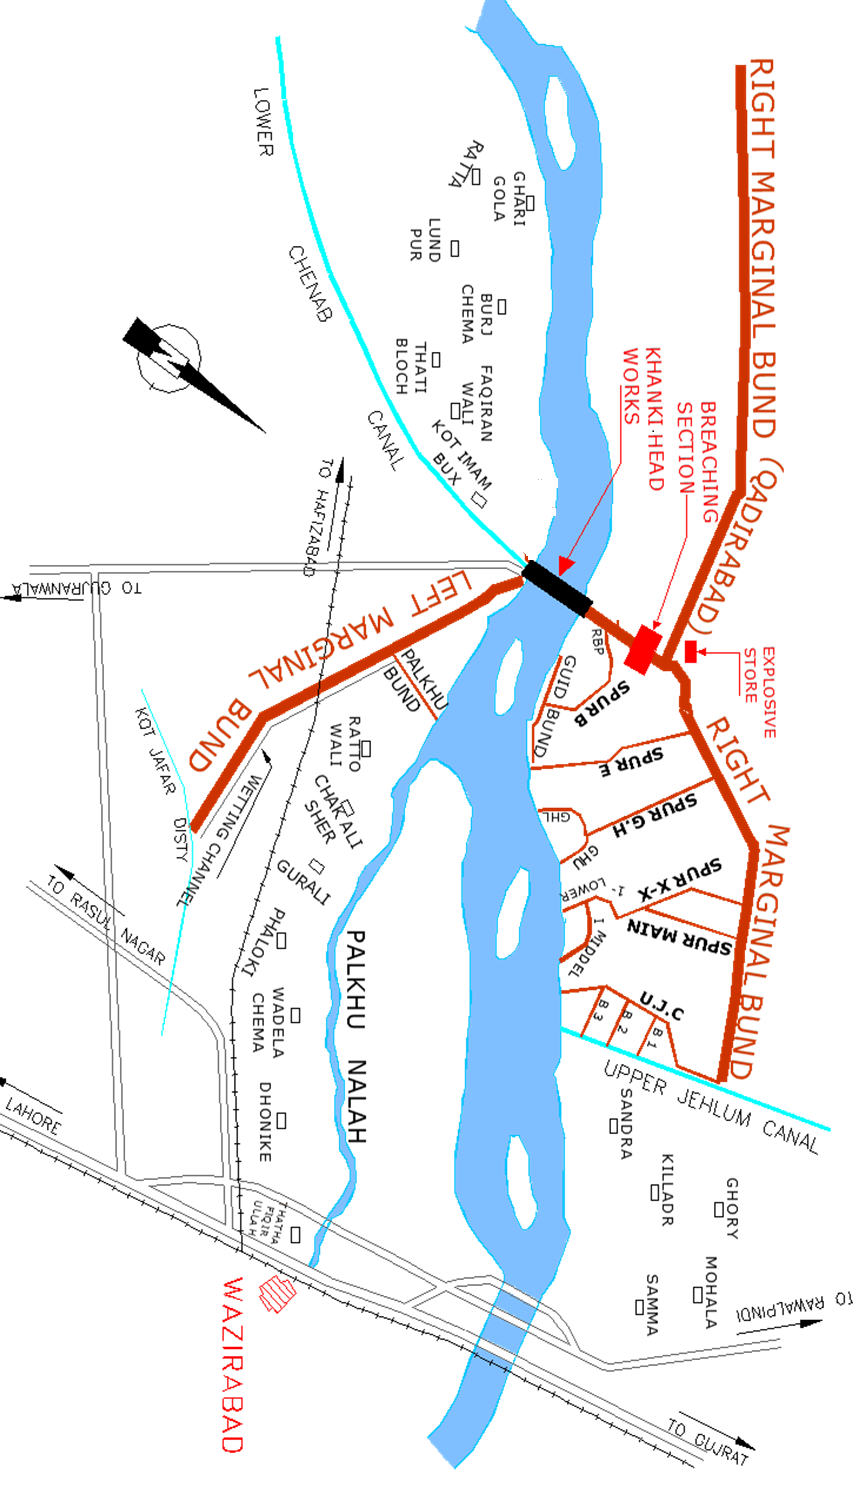 RIGHT MARGINAL BUND (QADIRABAD)
LOWER
CHENAB
CANAL
RATTA
GHARI
GOLA
LUND
PUR
BURJ
CHEMA
THATI
BLOCH
FAQIRAN
WALI
KOT IMAM
BUX
KHANKI HEAD
WORKS
BREACHING
SECTION
EXPLOSIVE
STORE
TO HAFIZABAD
TO GUJRANWALA
LEFT MARGINAL BUND
PALKHU
BUND
RBP
GUID BUND
SPUR B
SPUR E
SPUR G.H
GHL
GHU
SPUR X-X
1- LOWER
SPUR MAIN
I MIDDEL
U.J.C
B 3
B 2
B 1
RIGHT MARGINAL BUND
UPPER JEHLUM CANAL
KOT JAFAR DISTY
WETTING CHANNEL
RATTO
WALI
CHAK ALI
SHER
GURALI
PHALOKI
WADELA
CHEMA
DHONIKE
THATHA
FIQIR
ULLAH
PALKHU NALAH
TO RASUL NAGAR
LAHORE
WAZIRABAD
SANDRA
KILLADR
GHORY
MOHALA
SAMMA
TO RAWALPINDI
TO GUJRAT